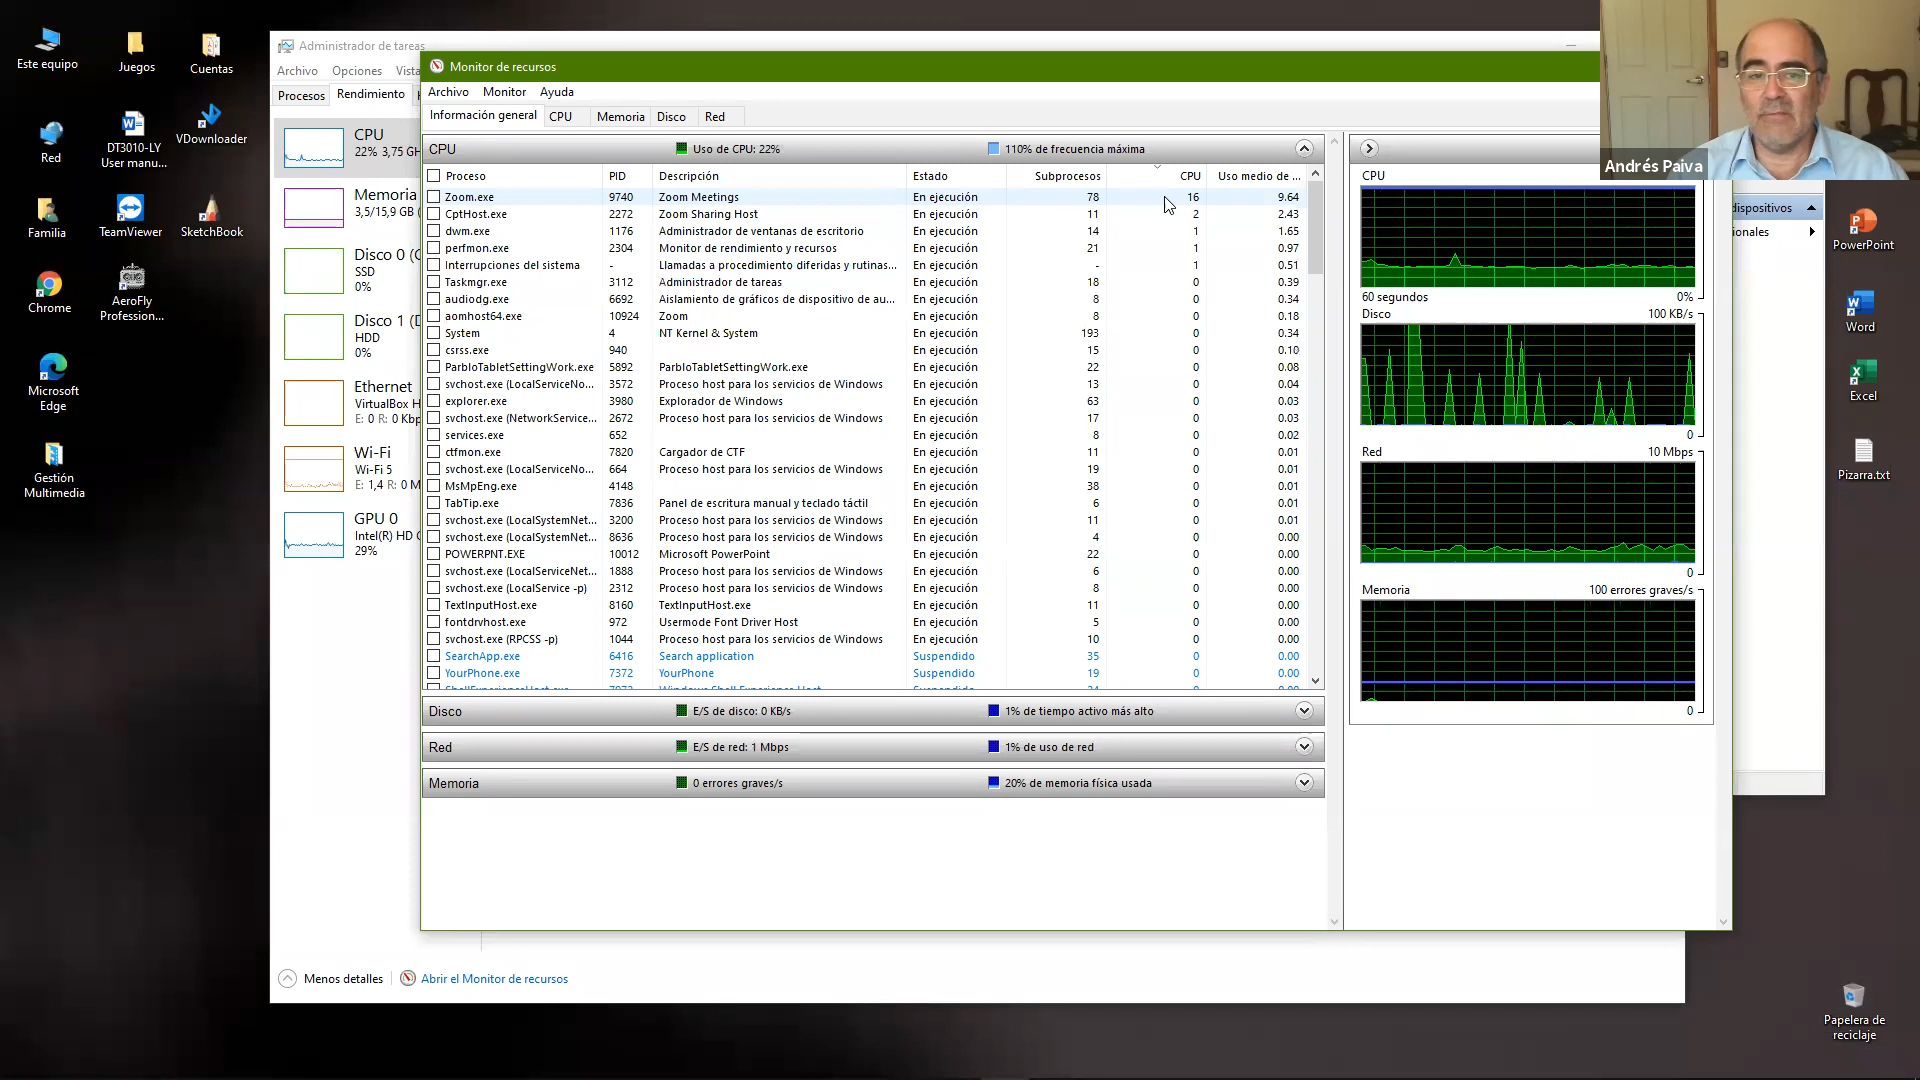 Este equipo
Juegos
Cuentas
Red
DT3010-LY
User manu...
VDownloader
Familia
TeamViewer
SketchBook
Chrome
AeroFly
Profession...
Microsoft
Edge
Gestión
Multimedia
Administrador de tareas
Archivo Opciones Vista
Procesos Rendimiento
CPU
22% 3,75 GH
Memoria
3,5/15,9 GB (
Disco 0 (C
SSD
0%
Disco 1 (D
HDD
0%
Ethernet
VirtualBox H
E: 0 R: 0 Kbp
Wi-Fi
Wi-Fi 5
E: 1,4 R: 0 M
GPU 0
Intel(R) HD G
29%
Menos detalles
Abrir el Monitor de recursos
Monitor de recursos
Archivo Monitor Ayuda
Información general CPU Memoria Disco Red
CPU Uso de CPU: 22% 110% de frecuencia máxima
Proceso PID Descripción Estado Subprocesos CPU Uso medio de ...
Zoom.exe 9740 Zoom Meetings En ejecución 78 16 9.64
CptHost.exe 2272 Zoom Sharing Host En ejecución 11 2 2.43
dwm.exe 1176 Administrador de ventanas de escritorio En ejecución 14 1 1.65
perfmon.exe 2304 Monitor de rendimiento y recursos En ejecución 21 1 0.97
Interrupciones del sistema - Llamadas a procedimiento diferidas y rutinas... En ejecución - 1 0.51
Taskmgr.exe 3112 Administrador de tareas En ejecución 18 0 0.39
audiodg.exe 6692 Aislamiento de gráficos de dispositivo de au... En ejecución 8 0 0.34
aomhost64.exe 10924 Zoom En ejecución 8 0 0.18
System 4 NT Kernel & System En ejecución 193 0 0.34
csrss.exe 940 En ejecución 15 0 0.10
ParbloTabletSettingWork.exe 5892 ParbloTabletSettingWork.exe En ejecución 22 0 0.08
svchost.exe (LocalServiceNo... 3572 Proceso host para los servicios de Windows En ejecución 13 0 0.04
explorer.exe 3980 Explorador de Windows En ejecución 63 0 0.03
svchost.exe (NetworkService... 2672 Proceso host para los servicios de Windows En ejecución 17 0 0.03
services.exe 652 En ejecución 8 0 0.02
ctfmon.exe 7820 Cargador de CTF En ejecución 11 0 0.01
svchost.exe (LocalServiceNo... 664 Proceso host para los servicios de Windows En ejecución 19 0 0.01
MsMpEng.exe 4148 En ejecución 38 0 0.01
TabTip.exe 7836 Panel de escritura manual y teclado táctil En ejecución 6 0 0.01
svchost.exe (LocalSystemNet... 3200 Proceso host para los servicios de Windows En ejecución 11 0 0.01
svchost.exe (LocalSystemNet... 8636 Proceso host para los servicios de Windows En ejecución 4 0 0.00
POWERPNT.EXE 10012 Microsoft PowerPoint En ejecución 22 0 0.00
svchost.exe (LocalServiceNet... 1888 Proceso host para los servicios de Windows En ejecución 6 0 0.00
svchost.exe (LocalService -p) 2312 Proceso host para los servicios de Windows En ejecución 8 0 0.00
TextInputHost.exe 8160 TextInputHost.exe En ejecución 11 0 0.00
fontdrvhost.exe 972 Usermode Font Driver Host En ejecución 5 0 0.00
svchost.exe (RPCSS -p) 1044 Proceso host para los servicios de Windows En ejecución 10 0 0.00
SearchApp.exe 6416 Search application Suspendido 35 0 0.00
YourPhone.exe 7372 YourPhone Suspendido 19 0 0.00
Disco E/S de disco: 0 KB/s 1% de tiempo activo más alto
Red E/S de red: 1 Mbps 1% de uso de red
Memoria 0 errores graves/s 20% de memoria física usada
CPU
60 segundos 0%
Disco 100 KB/s
0
Red 10 Mbps
0
Memoria 100 errores graves/s
0
Andrés Paiva
dispositivos
ionales
PowerPoint
Word
Excel
Pizarra.txt
Papelera de
reciclaje